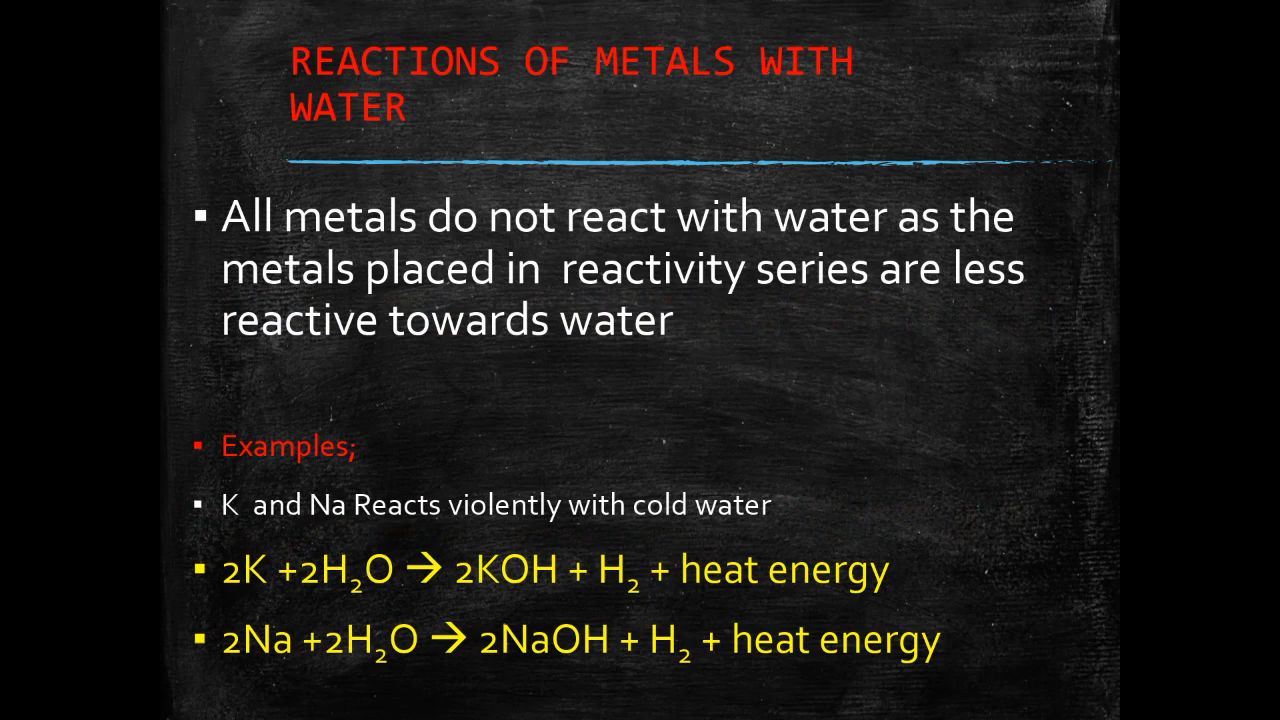 REACTIONS OF METALS WITH
WATER
▪ All metals do not react with water as the
metals placed in  reactivity series are less
reactive towards water
▪ Examples;
▪ K  and Na Reacts violently with cold water
▪ 2K +2H₂O → 2KOH + H₂ + heat energy
▪ 2Na +2H₂O → 2NaOH + H₂ + heat energy